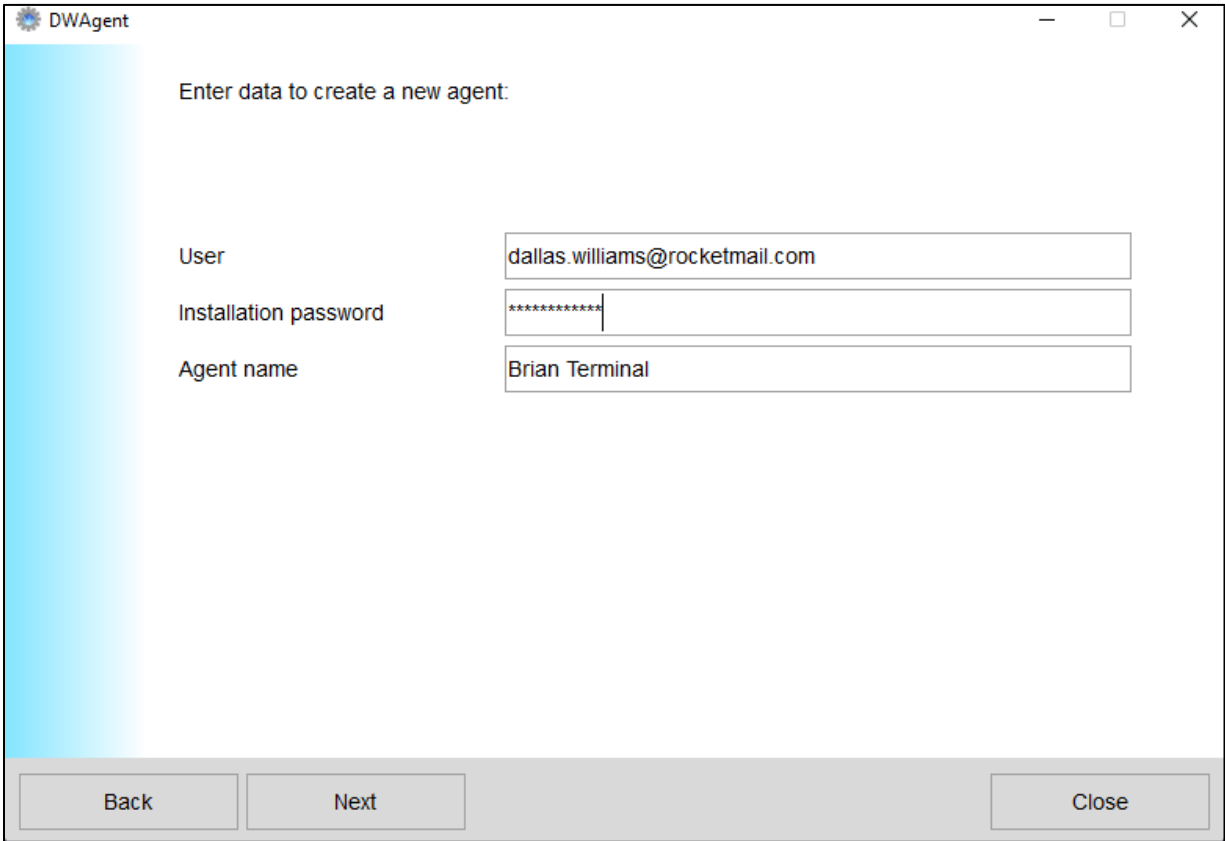 DWAgent
Enter data to create a new agent:
User dallas.williams@rocketmail.com
Installation password ************
Agent name Brian Terminal
Back Next Close